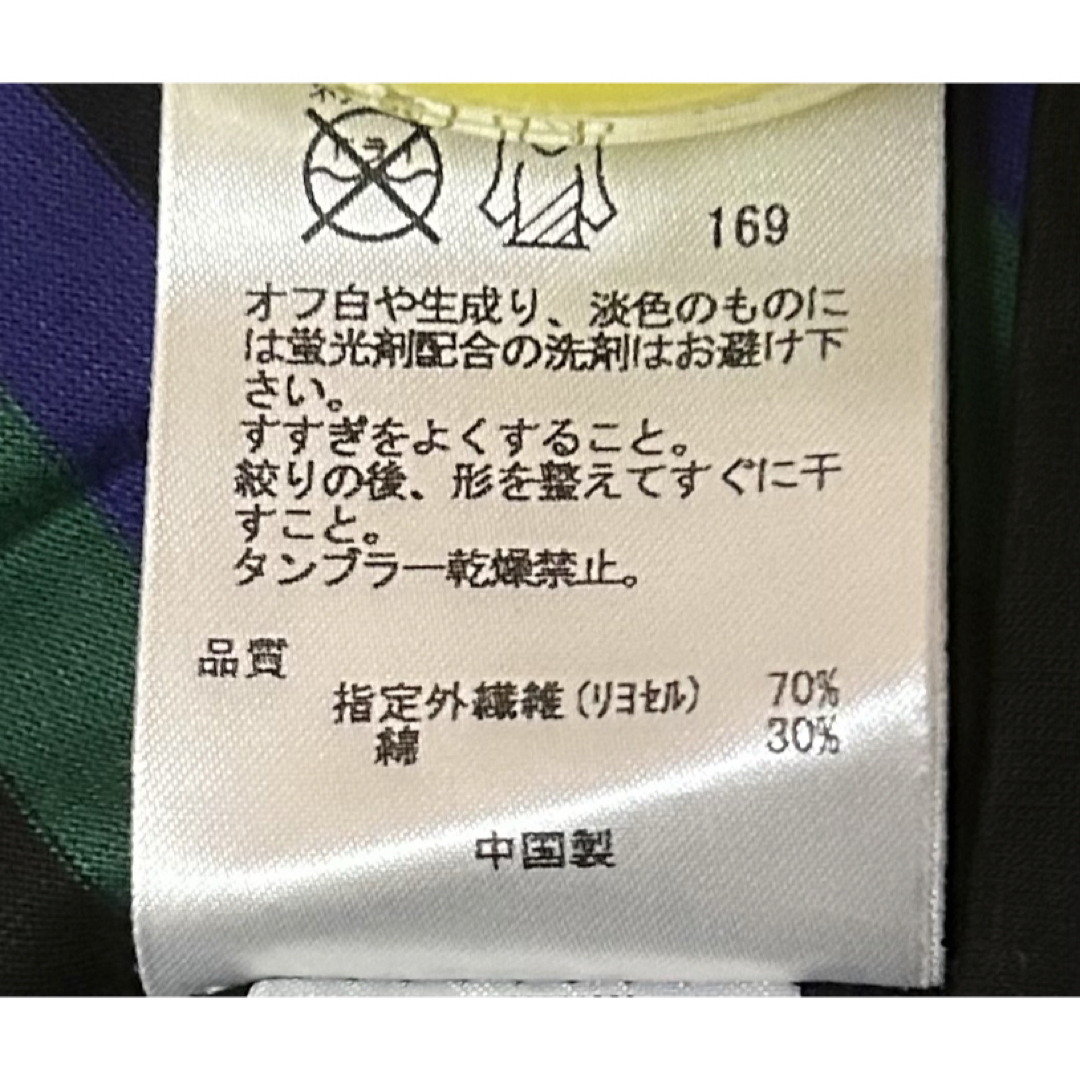 ドライ
169
オフ白や生成り、淡色のものに
は蛍光剤配合の洗剤はお避け下
さい。
すすぎをよくすること。
絞りの後、形を整えてすぐに干
すこと。
タンブラー乾燥禁止。
品質
指定外繊維(リヨセル) 70%
綿 30%
中国製